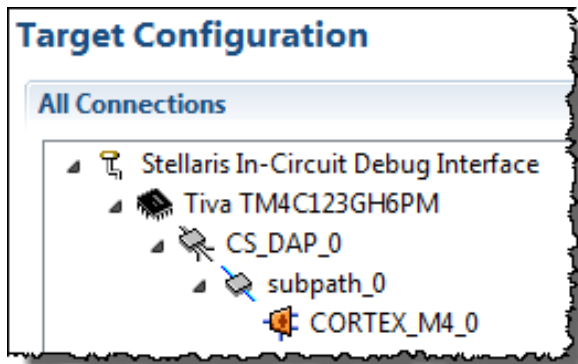 Target Configuration
All Connections
Stellaris In-Circuit Debug Interface
Tiva TM4C123GH6PM
CS_DAP_0
subpath_0
CORTEX_M4_0